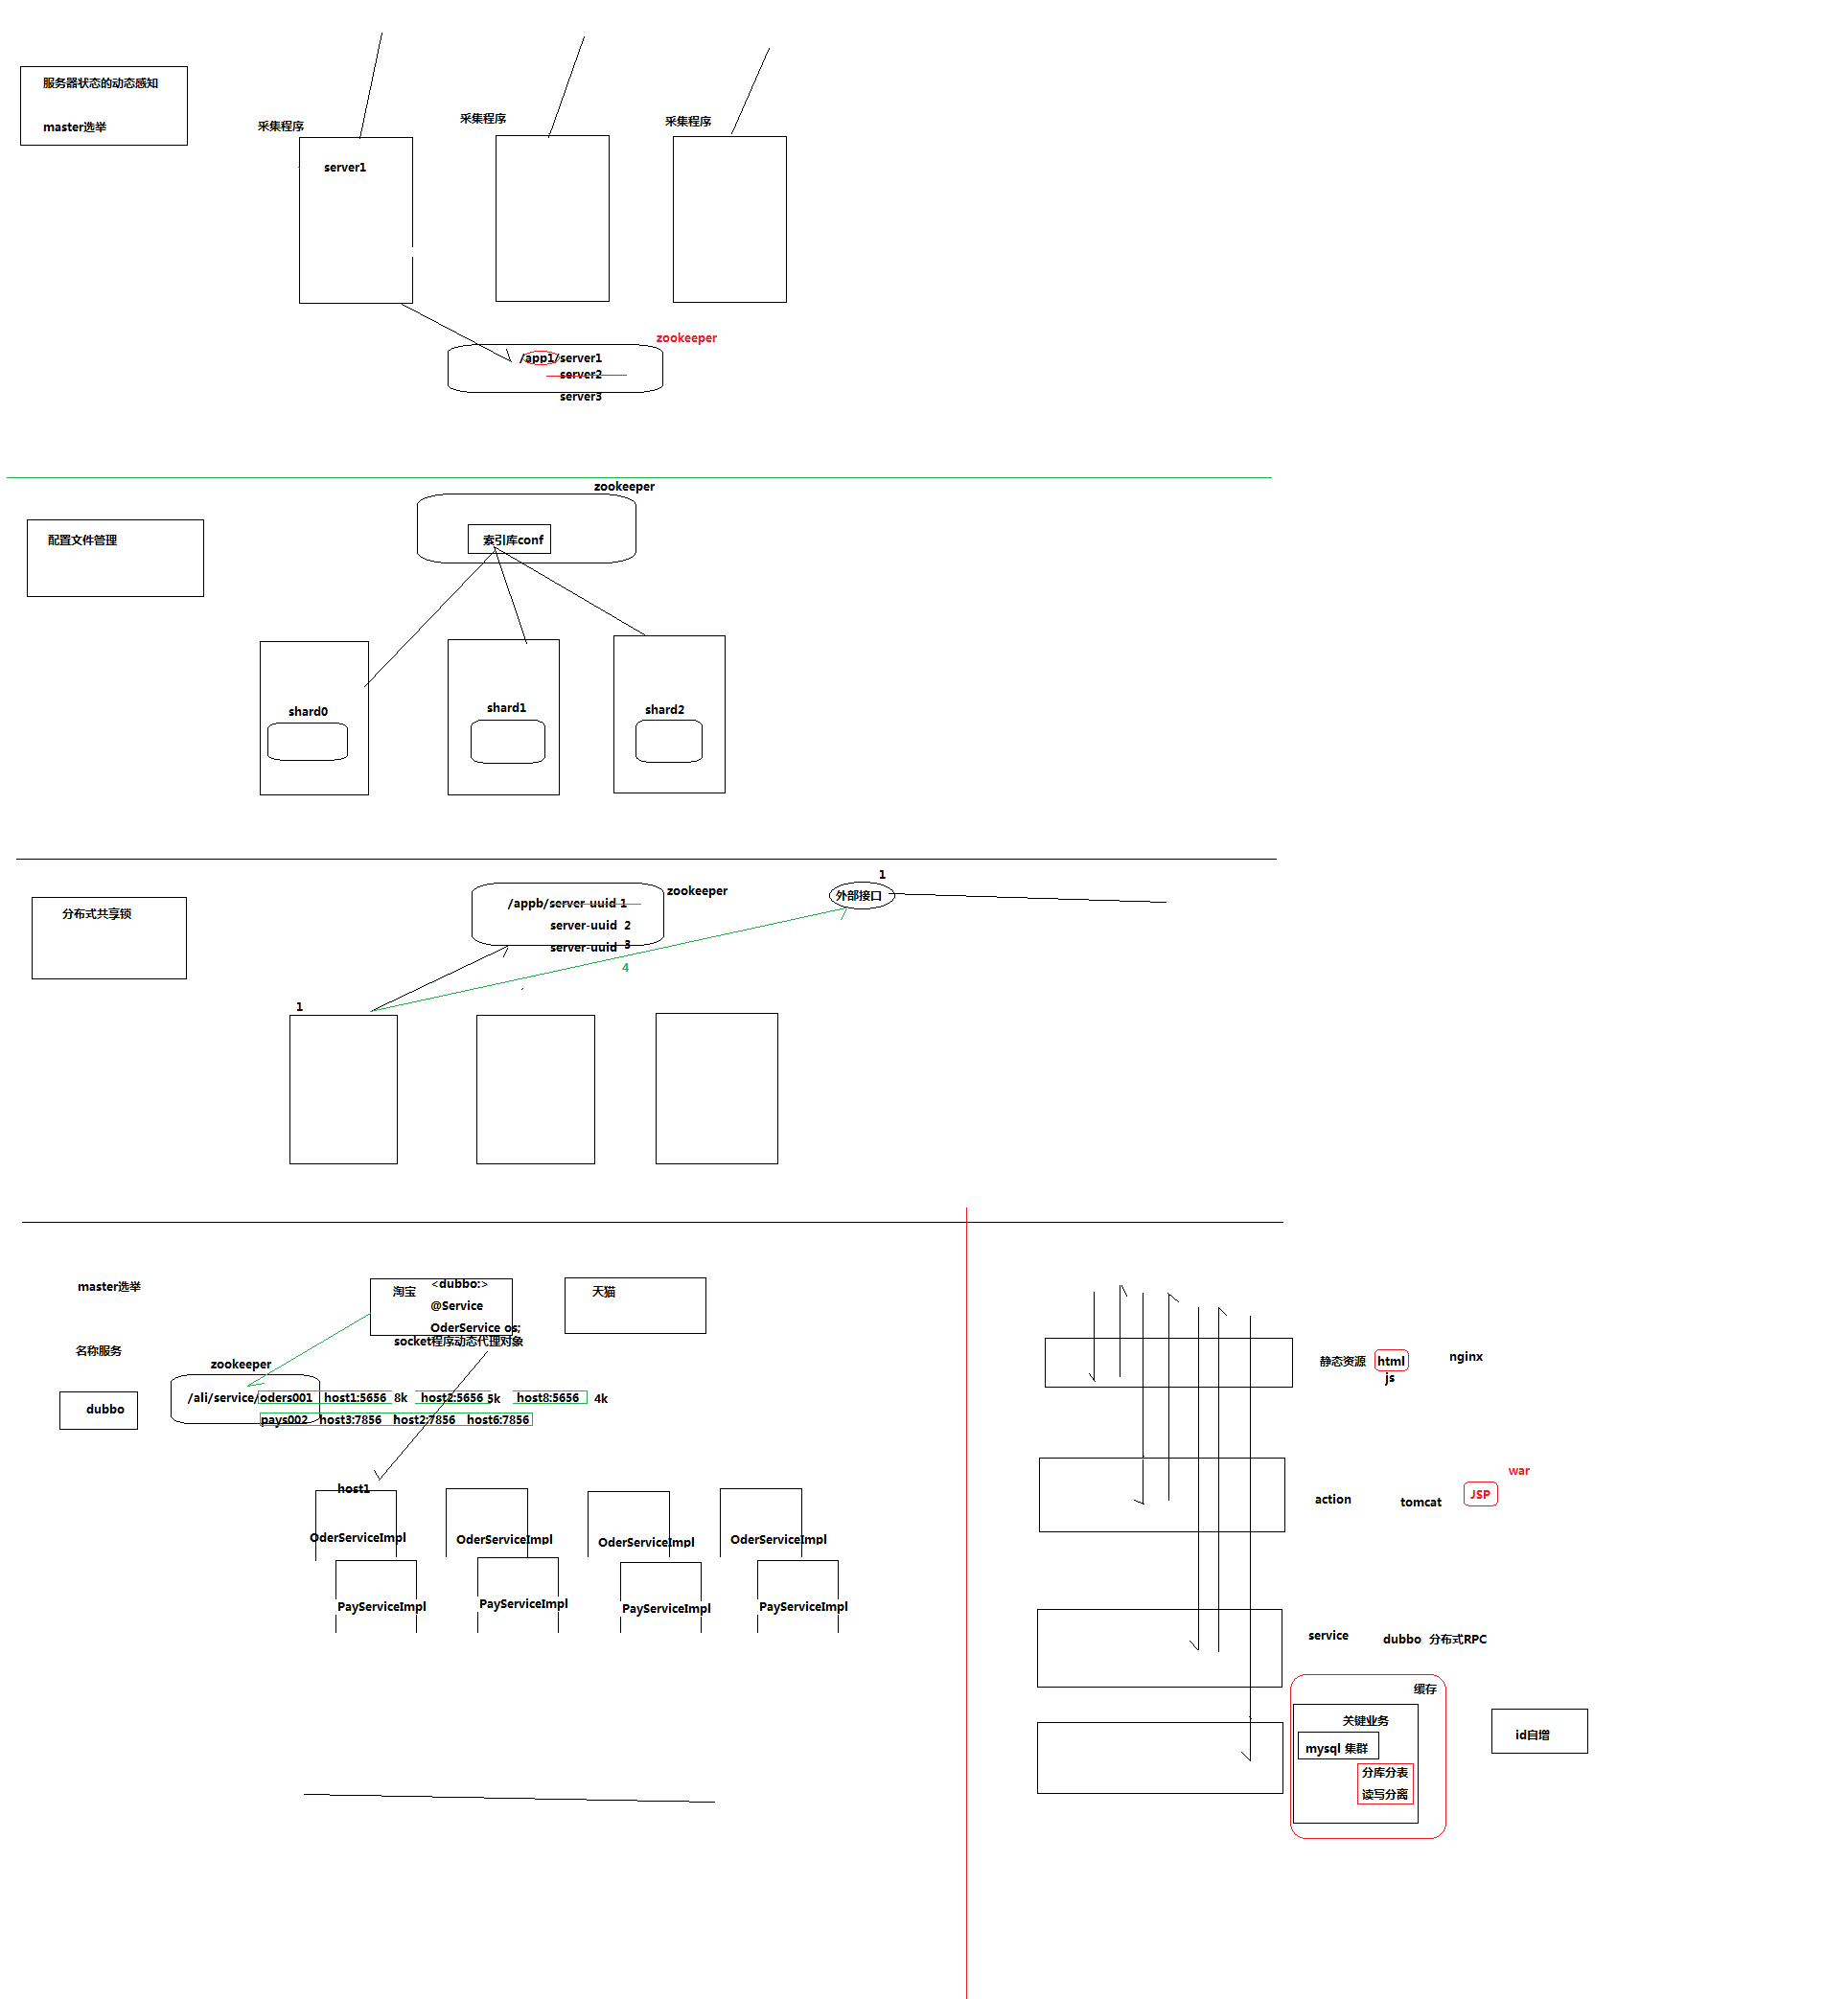 服务器状态的动态感知
master选举
采集程序
采集程序
采集程序
server1
zookeeper
/app1/server1
server2
server3
zookeeper
配置文件管理
索引库conf
shard0
shard1
shard2
分布式共享锁
zookeeper
/appb/server-uuid 1
server-uuid 2
server-uuid 3
4
1
外部接口
1
master选举
名称服务
dubbo
淘宝
<dubbo:>
@Service
OderService os;
socket程序动态代理对象
天猫
zookeeper
/ali/service/oders001 host1:5656 8k host2:5656 5k host8:5656 4k
pays002 host3:7856 host2:7856 host6:7856
host1
OderServiceImpl
OderServiceImpl
OderServiceImpl
OderServiceImpl
PayServiceImpl
PayServiceImpl
PayServiceImpl
PayServiceImpl
静态资源 html nginx
js
war
action tomcat JSP
service dubbo 分布式RPC
缓存
关键业务
mysql 集群
分库分表
读写分离
id自增